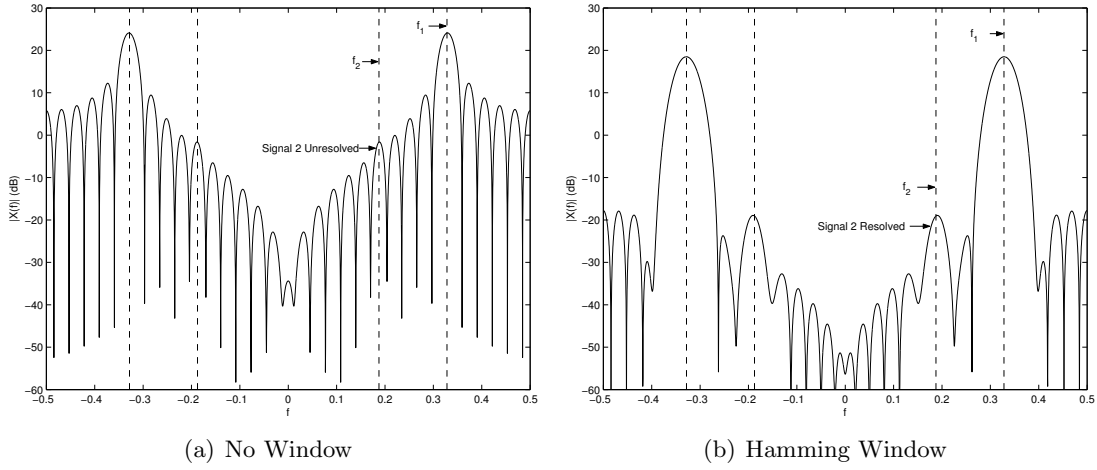 30
20
10
0
−10
−20
−30
−40
−50
−60
|X(f)| (dB)
f1
f2
Signal 2 Unresolved
−0.5 −0.4 −0.3 −0.2 −0.1 0 0.1 0.2 0.3 0.4 0.5
f
(a) No Window
30
20
10
0
−10
−20
−30
−40
−50
−60
|X(f)| (dB)
f1
f2
Signal 2 Resolved
−0.5 −0.4 −0.3 −0.2 −0.1 0 0.1 0.2 0.3 0.4 0.5
f
(b) Hamming Window